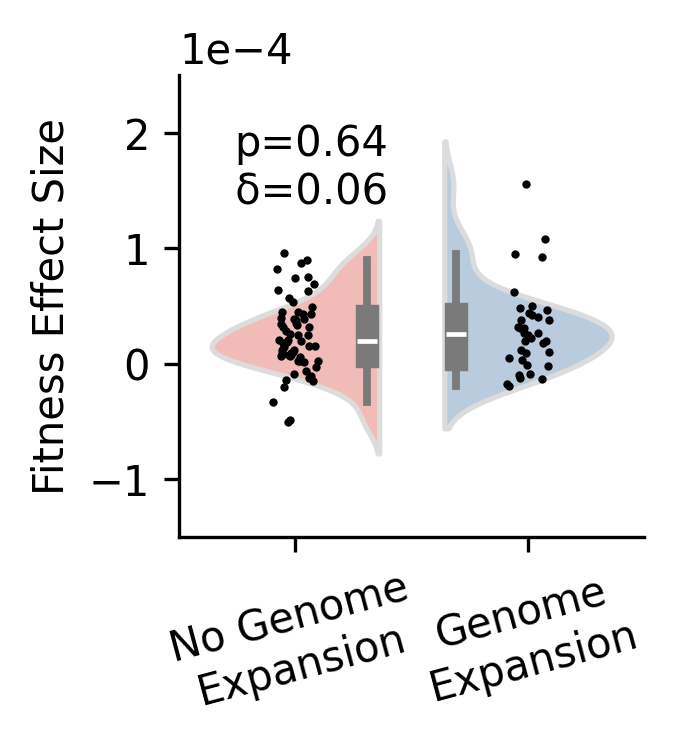 1e−4
Fitness Effect Size
2
1
0
−1
p=0.64
δ=0.06
No Genome
Expansion
Genome
Expansion